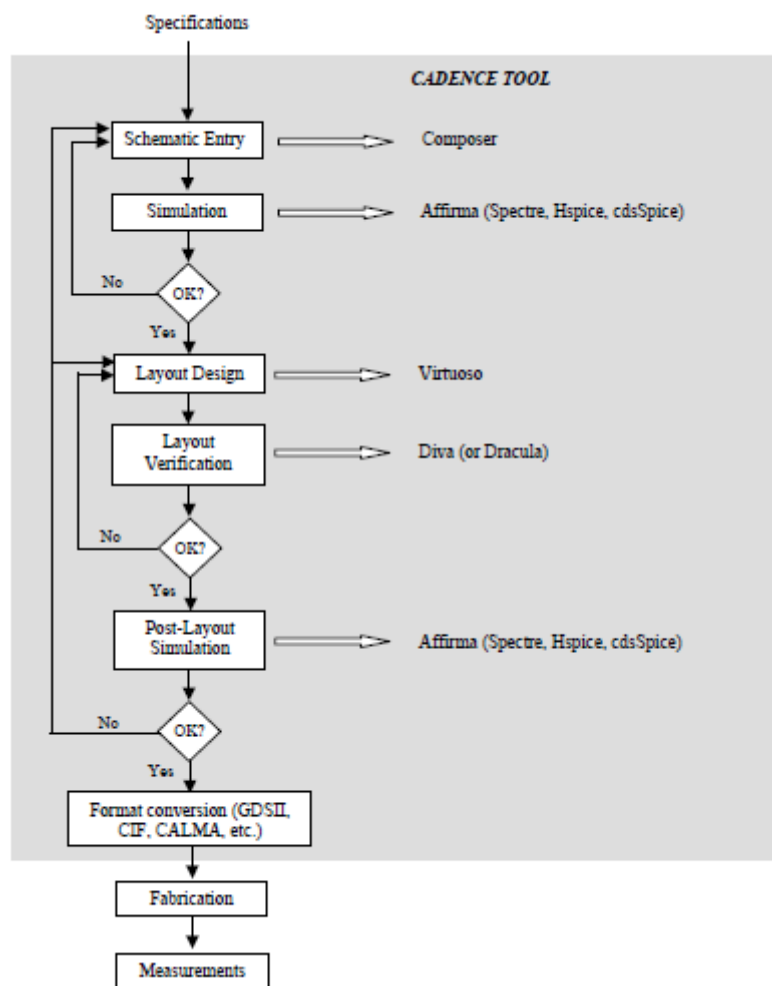 Specifications
CADENCE TOOL
Schematic Entry
Composer
Simulation
Affirma (Spectre, Hspice, cdsSpice)
No
OK?
Yes
Layout Design
Virtuoso
Layout
Verification
Diva (or Dracula)
No
OK?
Yes
Post-Layout
Simulation
Affirma (Spectre, Hspice, cdsSpice)
No
OK?
Yes
Format conversion (GDSII,
CIF, CALMA, etc.)
Fabrication
Measurements